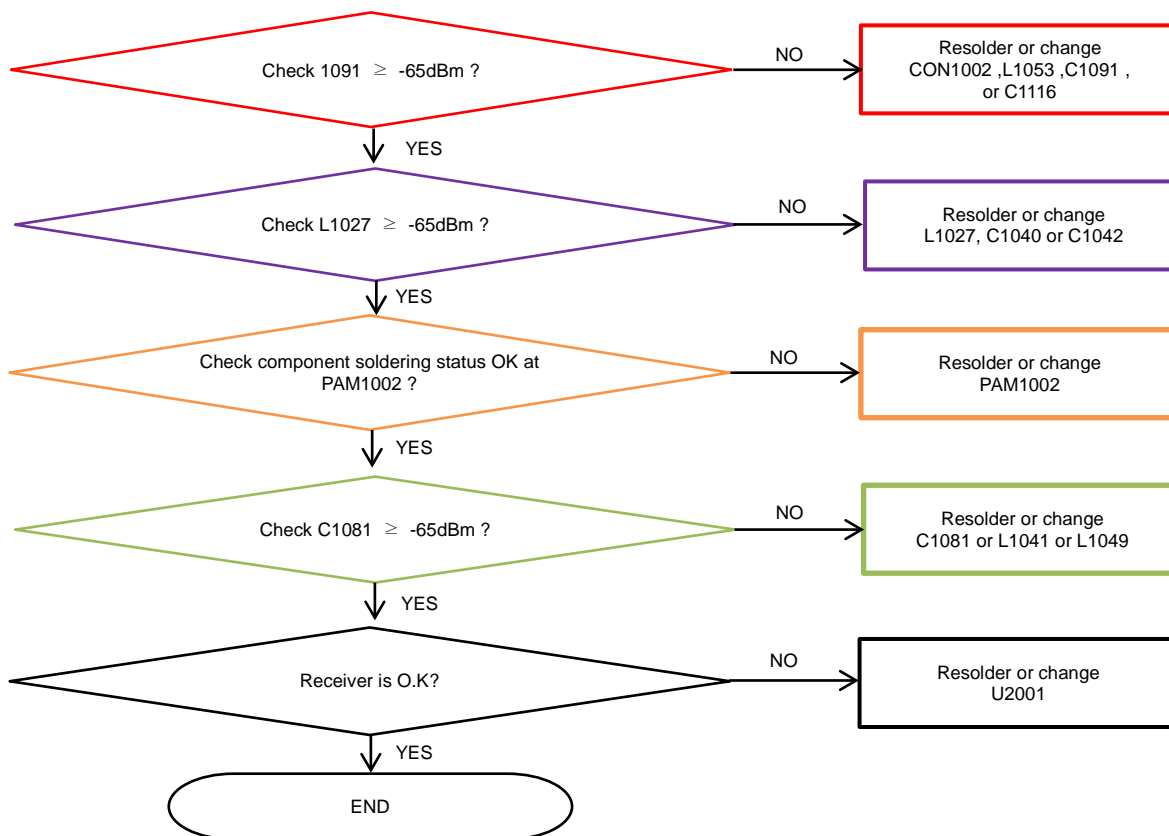 Check 1091 ≥ -65dBm ?
NO
Resolder or change
CON1002 ,L1053 ,C1091 ,
or C1116
YES
Check L1027 ≥ -65dBm ?
NO
Resolder or change
L1027, C1040 or C1042
YES
Check component soldering status OK at
PAM1002 ?
NO
Resolder or change
PAM1002
YES
Check C1081 ≥ -65dBm ?
NO
Resolder or change
C1081 or L1041 or L1049
YES
Receiver is O.K?
NO
Resolder or change
U2001
YES
END